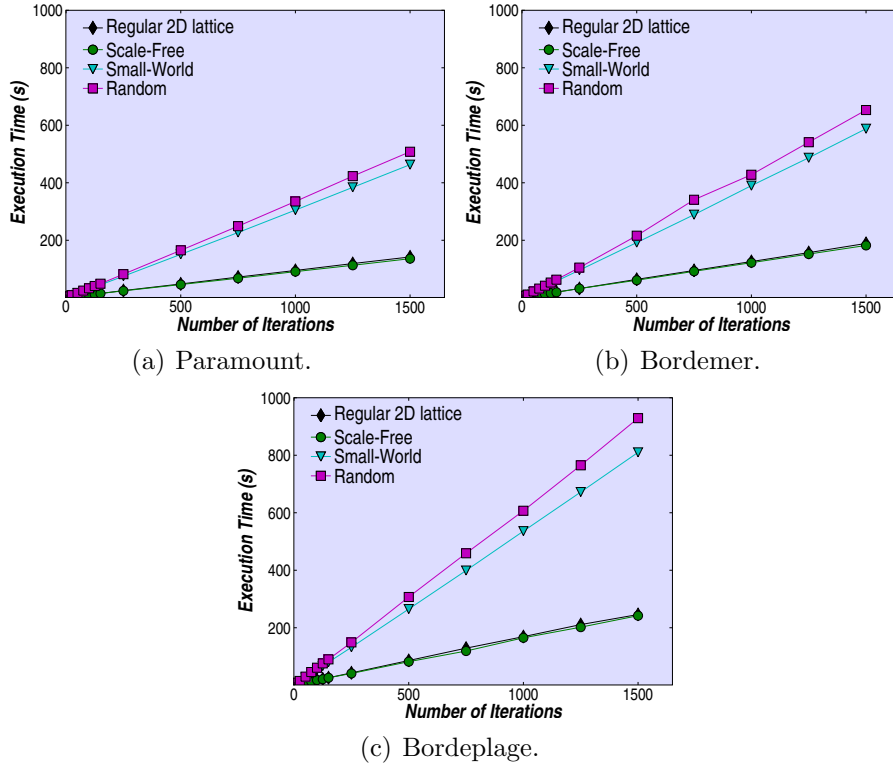 1000
800
600
400
200
0
500
1000
1500
Execution Time (s)
Number of Iterations
Regular 2D lattice
Scale-Free
Small-World
Random
(a) Paramount.
1000
800
600
400
200
0
500
1000
1500
Execution Time (s)
Number of Iterations
Regular 2D lattice
Scale-Free
Small-World
Random
(b) Bordemer.
1000
800
600
400
200
0
500
1000
1500
Execution Time (s)
Number of Iterations
Regular 2D lattice
Scale-Free
Small-World
Random
(c) Bordeplage.